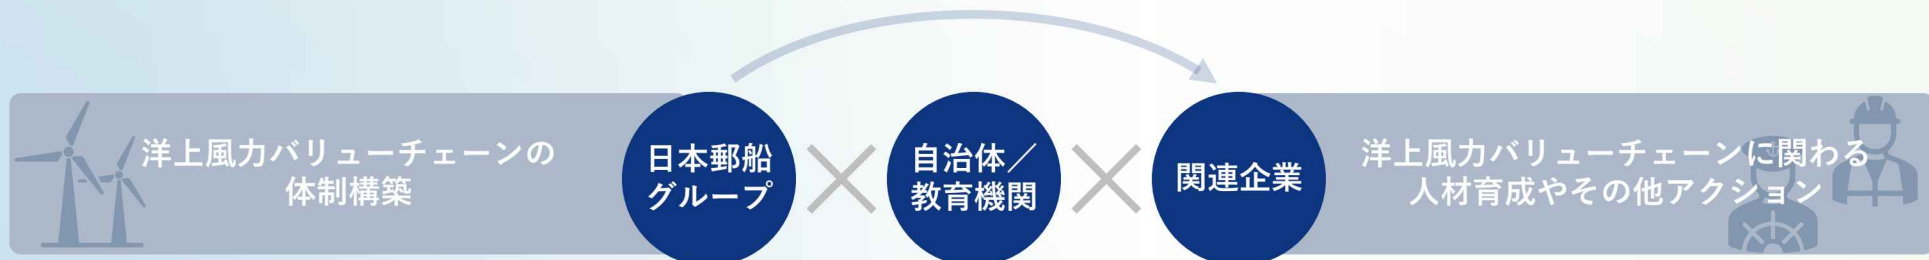 洋上風力バリューチェーンの
体制構築
日本郵船
グループ
自治体／
教育機関
関連企業
洋上風力バリューチェーンに関わる
人材育成やその他アクション